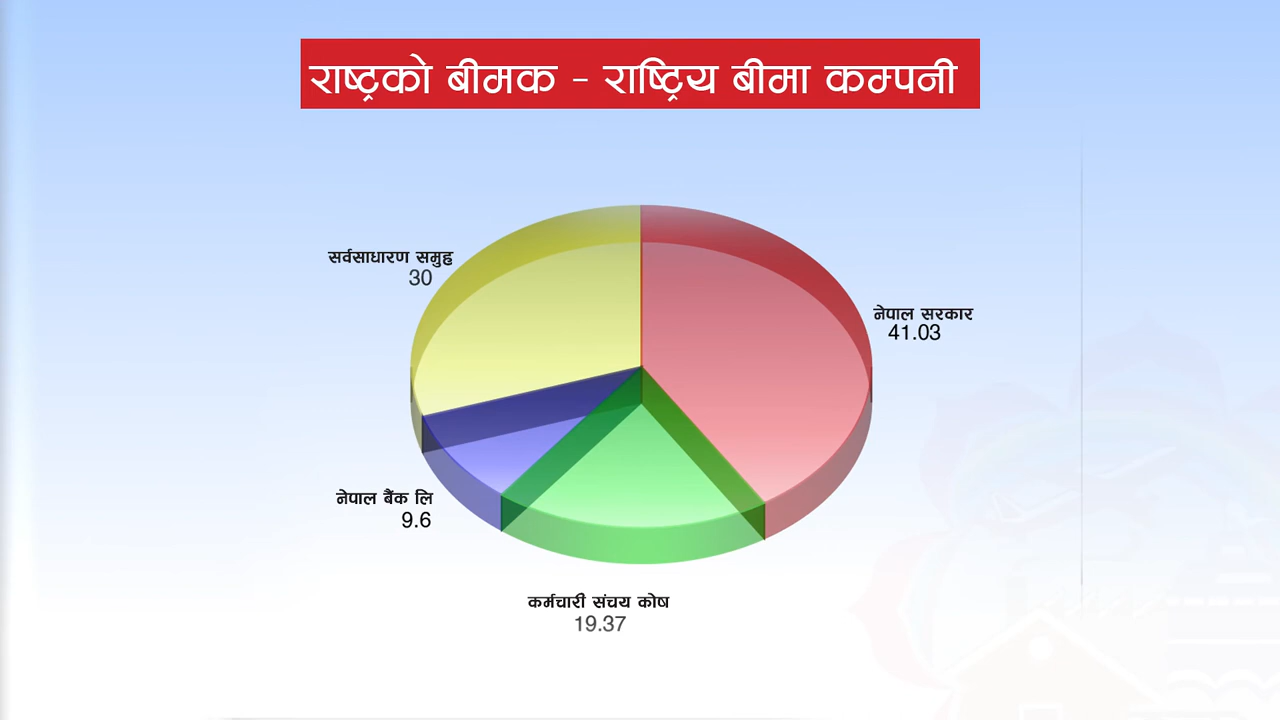 राष्ट्रको बीमक - राष्ट्रिय बीमा कम्पनी
सर्वसाधारण समुह
30
नेपाल सरकार
41.03
नेपाल बैंक लि
9.6
कर्मचारी संचय कोष
19.37